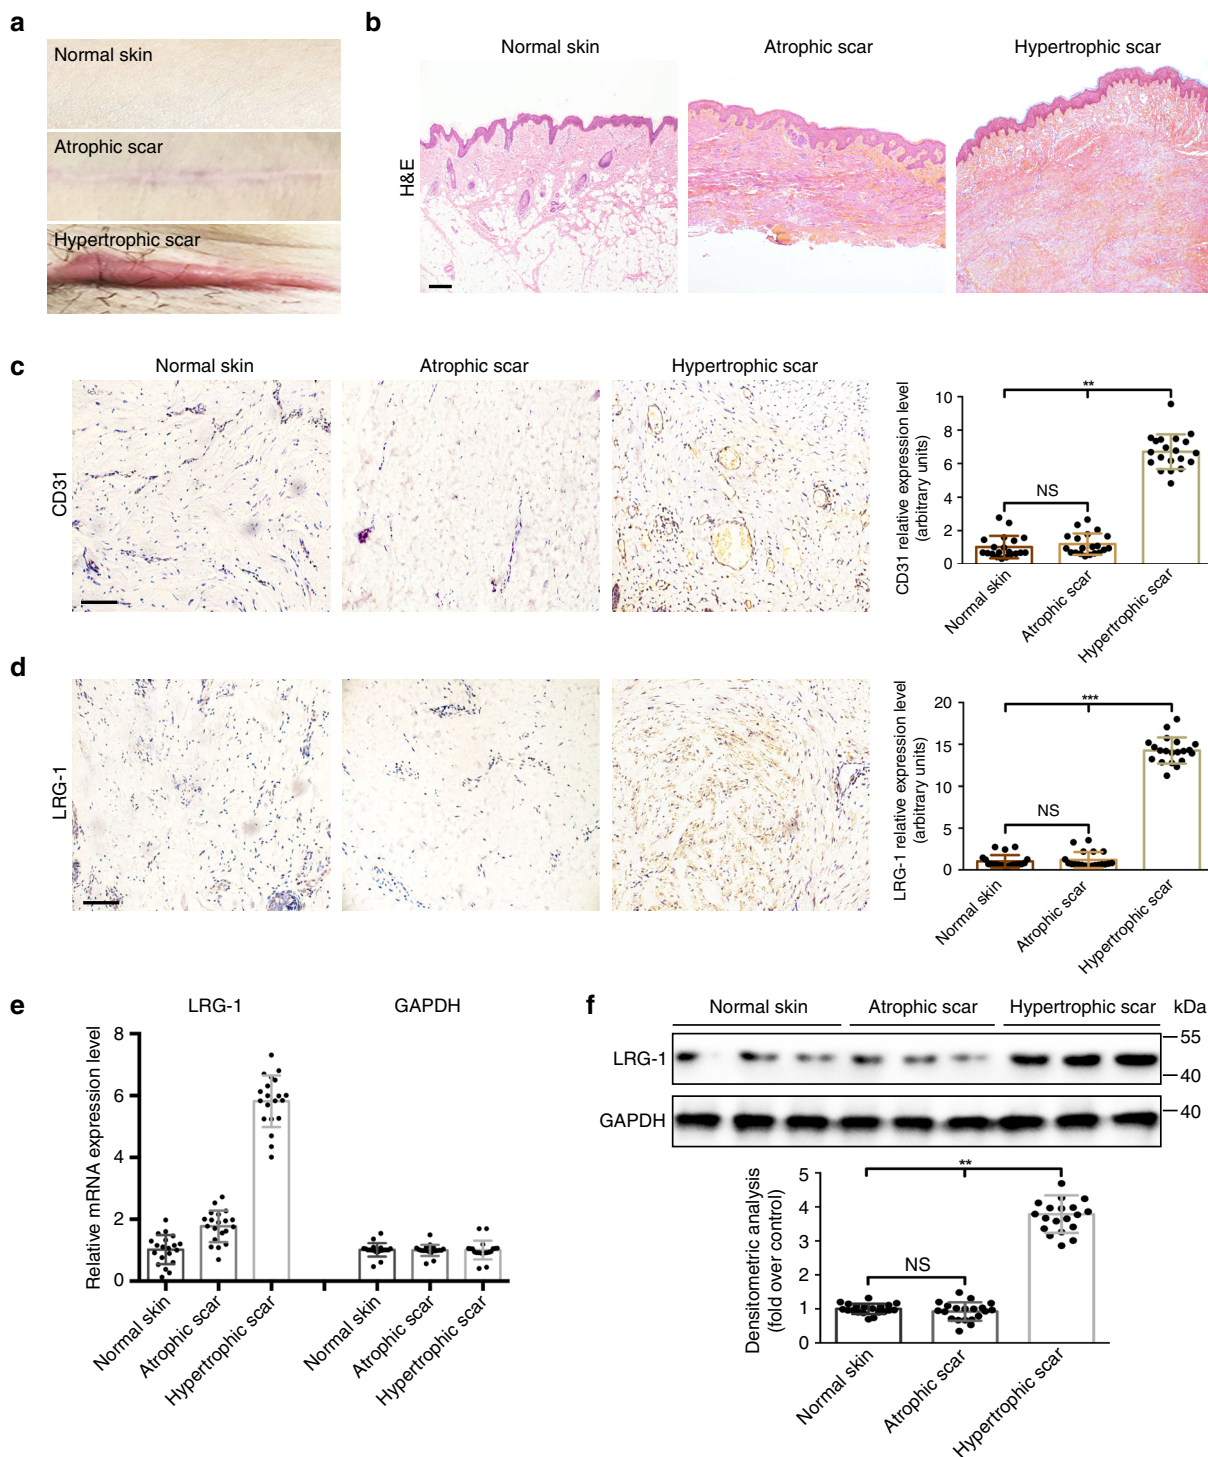 a
Normal skin
Atrophic scar
Hypertrophic scar
b
Normal skin
Atrophic scar
Hypertrophic scar
H&E
c
Normal skin
Atrophic scar
Hypertrophic scar
CD31
CD31 relative expression level
(arbitrary units)
10
8
6
4
2
0
**
NS
Normal skin
Atrophic scar
Hypertrophic scar
d
LRG-1
LRG-1 relative expression level
(arbitrary units)
20
15
10
5
0
***
NS
Normal skin
Atrophic scar
Hypertrophic scar
e
LRG-1
GAPDH
Relative mRNA expression level
8
6
4
2
0
Normal skin
Atrophic scar
Hypertrophic scar
Normal skin
Atrophic scar
Hypertrophic scar
f
Normal skin
Atrophic scar
Hypertrophic scar
kDa
LRG-1
55
40
GAPDH
40
Densitometric analysis
(fold over control)
5
4
3
2
1
0
**
NS
Normal skin
Atrophic scar
Hypertrophic scar